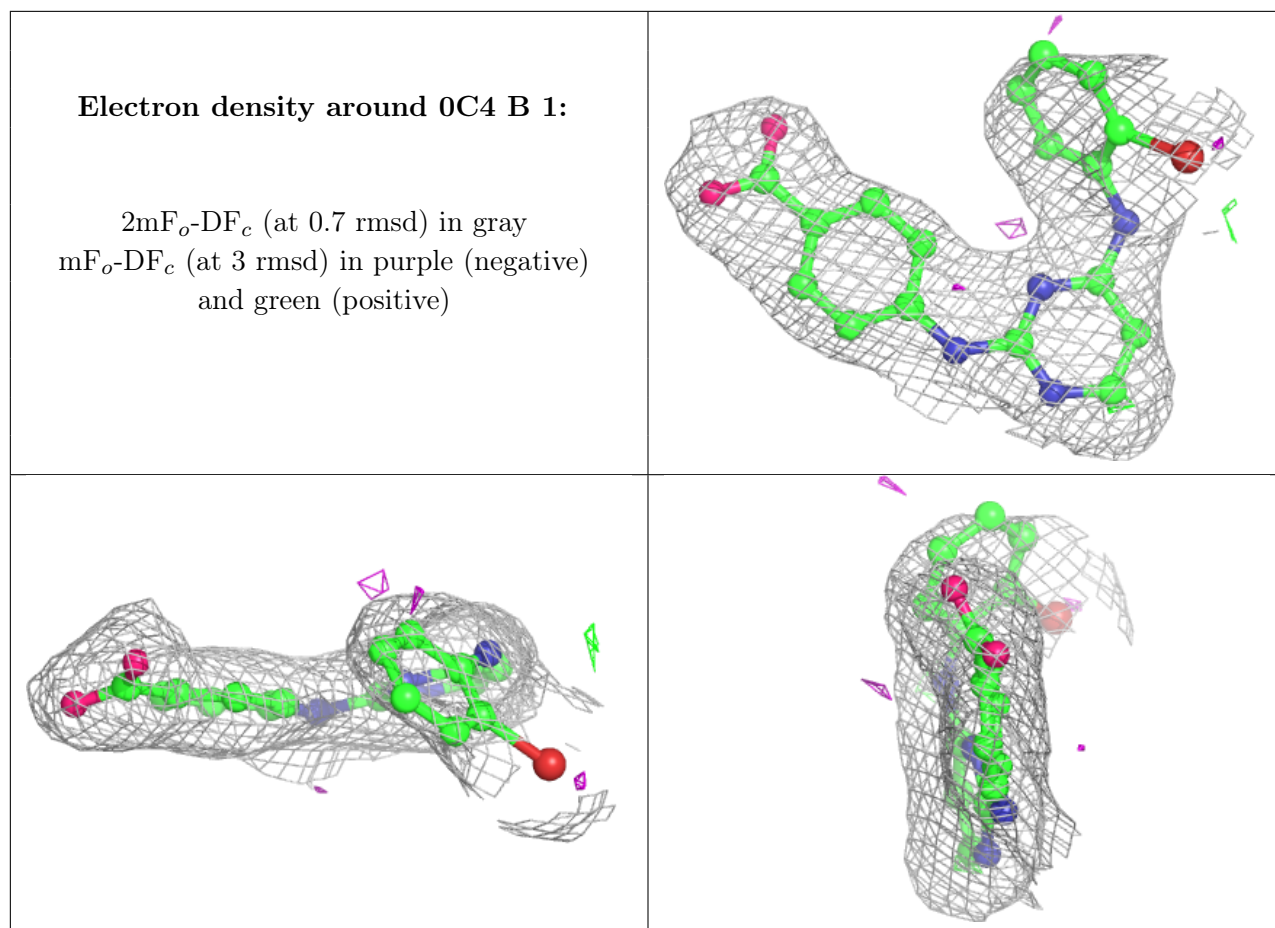 Electron density around 0C4 B 1:
2mFₒ-DF𝒸 (at 0.7 rmsd) in gray
mFₒ-DF𝒸 (at 3 rmsd) in purple (negative)
and green (positive)